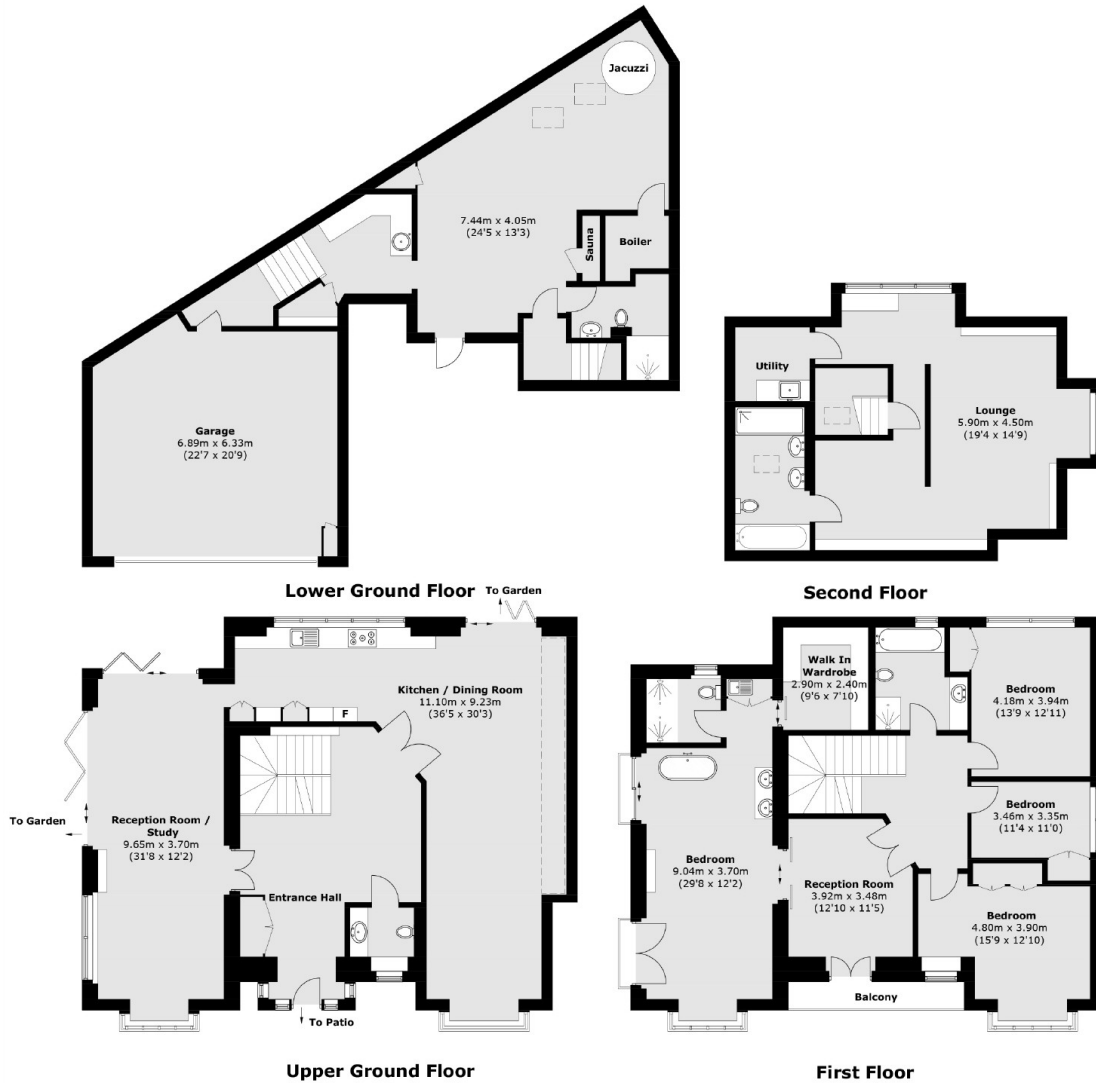 Jacuzzi
7.44m x 4.05m
(24'5 x 13'3)
Sauna
Boiler
Garage
6.89m x 6.33m
(22'7 x 20'9)
Lower Ground Floor
Utility
Lounge
5.90m x 4.50m
(19'4 x 14'9)
Second Floor
To Garden
Kitchen / Dining Room
11.10m x 9.23m
(36'5 x 30'3)
F
To Garden
Reception Room /
Study
9.65m x 3.70m
(31'8 x 12'2)
Entrance Hall
To Patio
Upper Ground Floor
Walk In
Wardrobe
2.90m x 2.40m
(9'6 x 7'10)
Bedroom
4.18m x 3.94m
(13'9 x 12'11)
Bedroom
3.46m x 3.35m
(11'4 x 11'0)
Bedroom
9.04m x 3.70m
(29'8 x 12'2)
Reception Room
3.92m x 3.48m
(12'10 x 11'5)
Bedroom
4.80m x 3.90m
(15'9 x 12'10)
Balcony
First Floor